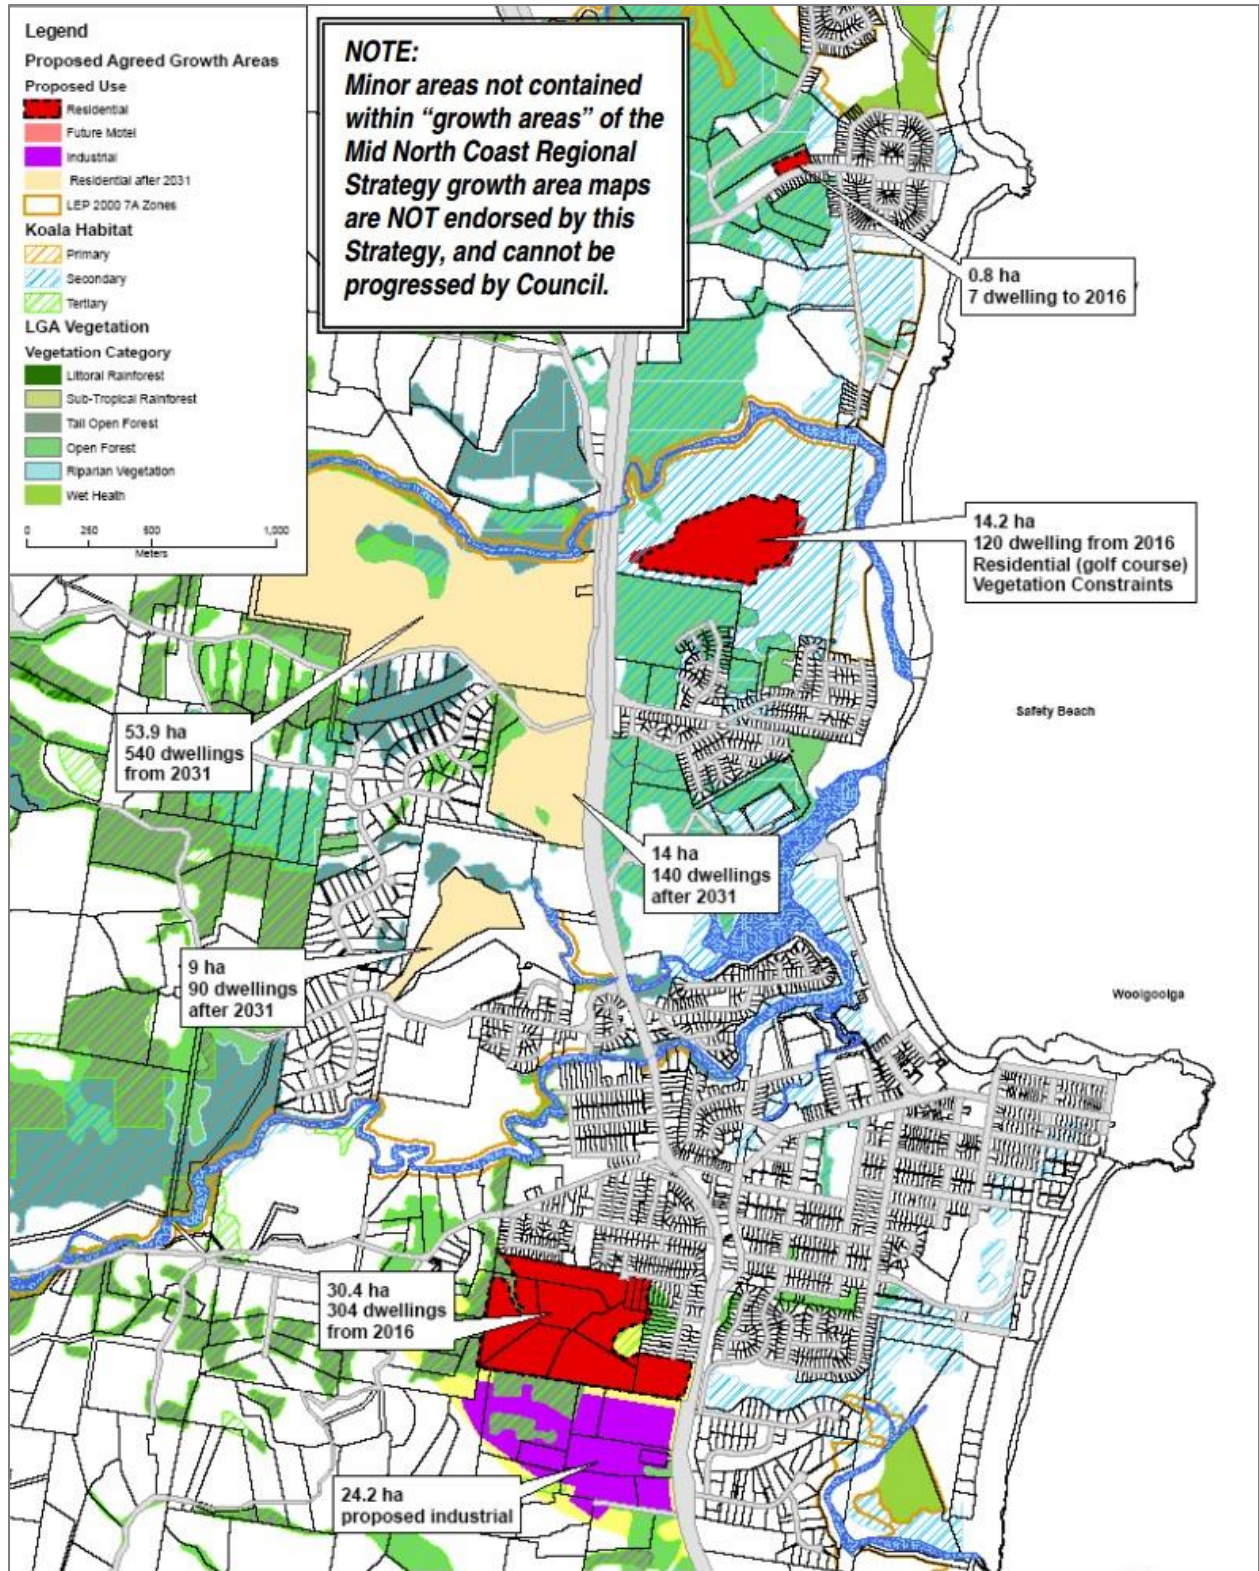 Legend
Proposed Agreed Growth Areas
Proposed Use
Residential
Future Motel
Industrial
Residential after 2031
LEP 2000 7A Zones
Koala Habitat
Primary
Secondary
Tertiary
LGA Vegetation
Vegetation Category
Littoral Rainforest
Sub-Tropical Rainforest
Tall Open Forest
Open Forest
Riparian Vegetation
Wet Heath
0 250 500 1,000
Meters
NOTE:
Minor areas not contained
within “growth areas” of the
Mid North Coast Regional
Strategy growth area maps
are NOT endorsed by this
Strategy, and cannot be
progressed by Council.
0.8 ha
7 dwelling to 2016
14.2 ha
120 dwelling from 2016
Residential (golf course)
Vegetation Constraints
Safety Beach
53.9 ha
540 dwellings
from 2031
14 ha
140 dwellings
after 2031
9 ha
90 dwellings
after 2031
Woolgoolga
30.4 ha
304 dwellings
from 2016
24.2 ha
proposed industrial